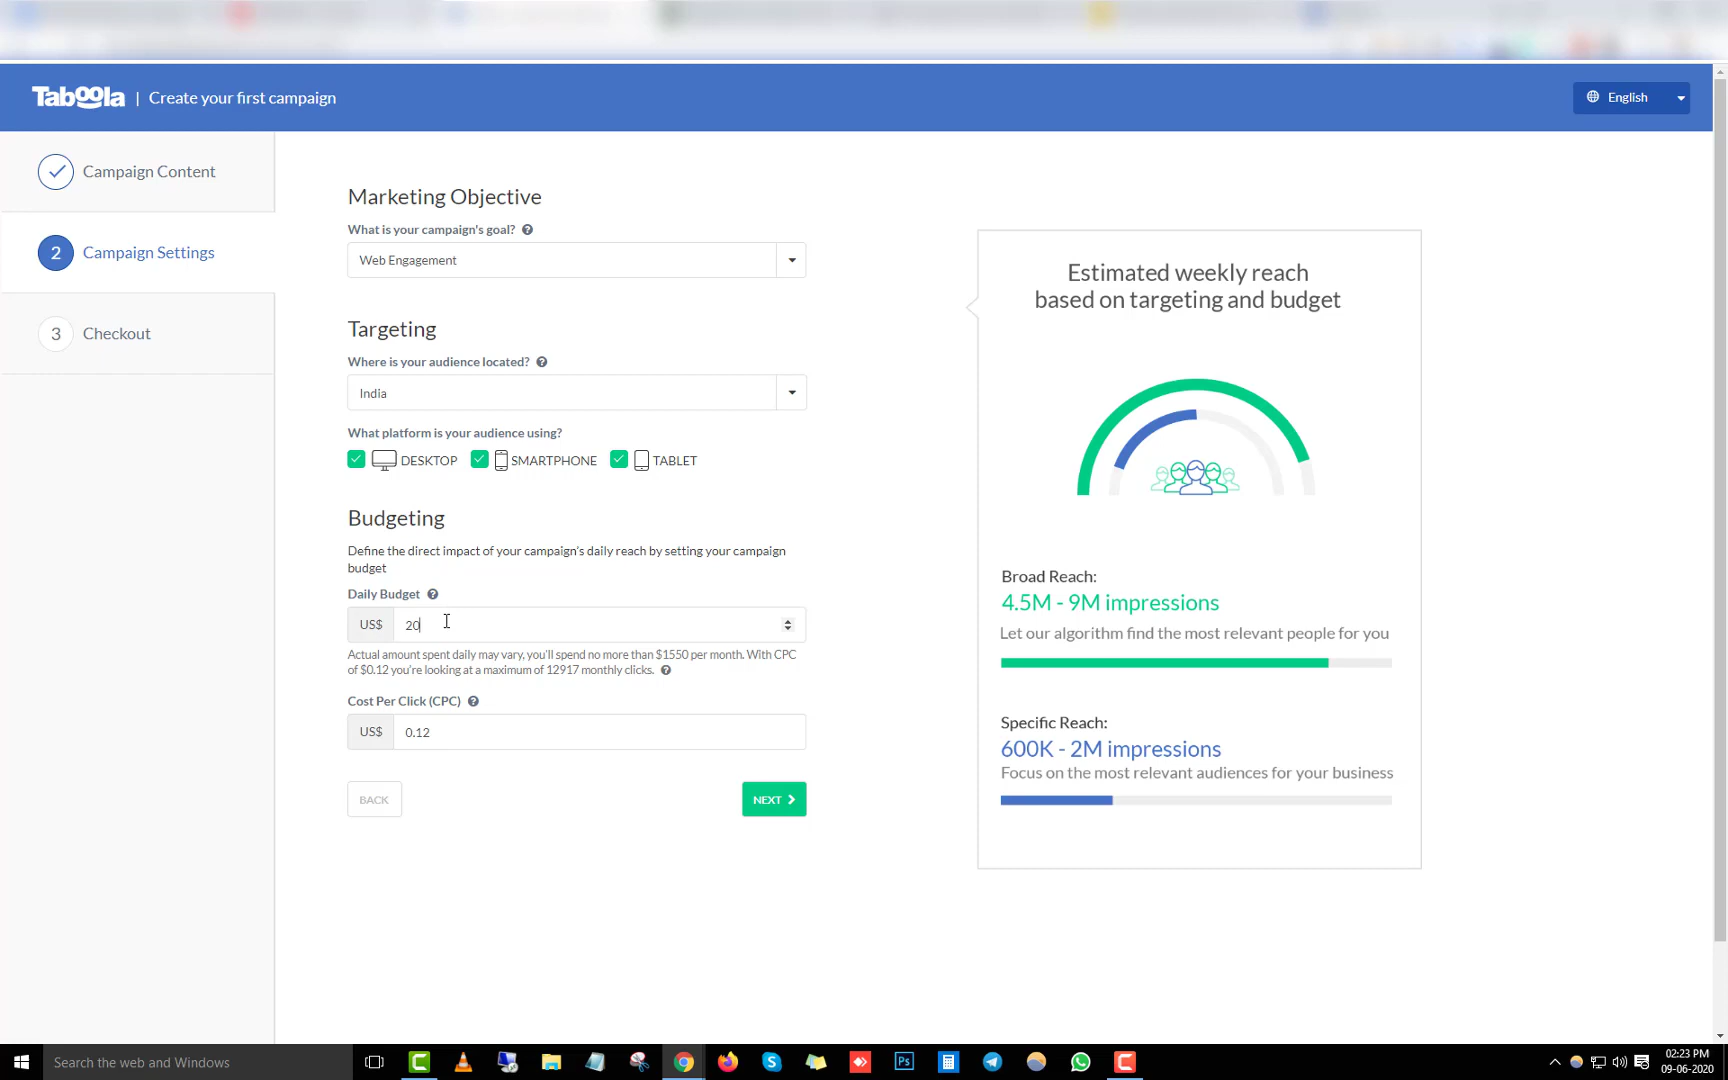 Taboola | Create your first campaign
English
Campaign Content
2 Campaign Settings
3 Checkout
Marketing Objective
What is your campaign's goal?
Web Engagement
Targeting
Where is your audience located?
India
What platform is your audience using?
DESKTOP SMARTPHONE TABLET
Budgeting
Define the direct impact of your campaign's daily reach by setting your campaign
budget
Daily Budget
US$ 20
Actual amount spent daily may vary, you'll spend no more than $1550 per month. With CPC
of $0.12 you're looking at a maximum of 12917 monthly clicks.
Cost Per Click (CPC)
US$ 0.12
BACK
NEXT
Estimated weekly reach
based on targeting and budget
Broad Reach:
4.5M - 9M impressions
Let our algorithm find the most relevant people for you
Specific Reach:
600K - 2M impressions
Focus on the most relevant audiences for your business
Search the web and Windows
02:23 PM
09-06-2020